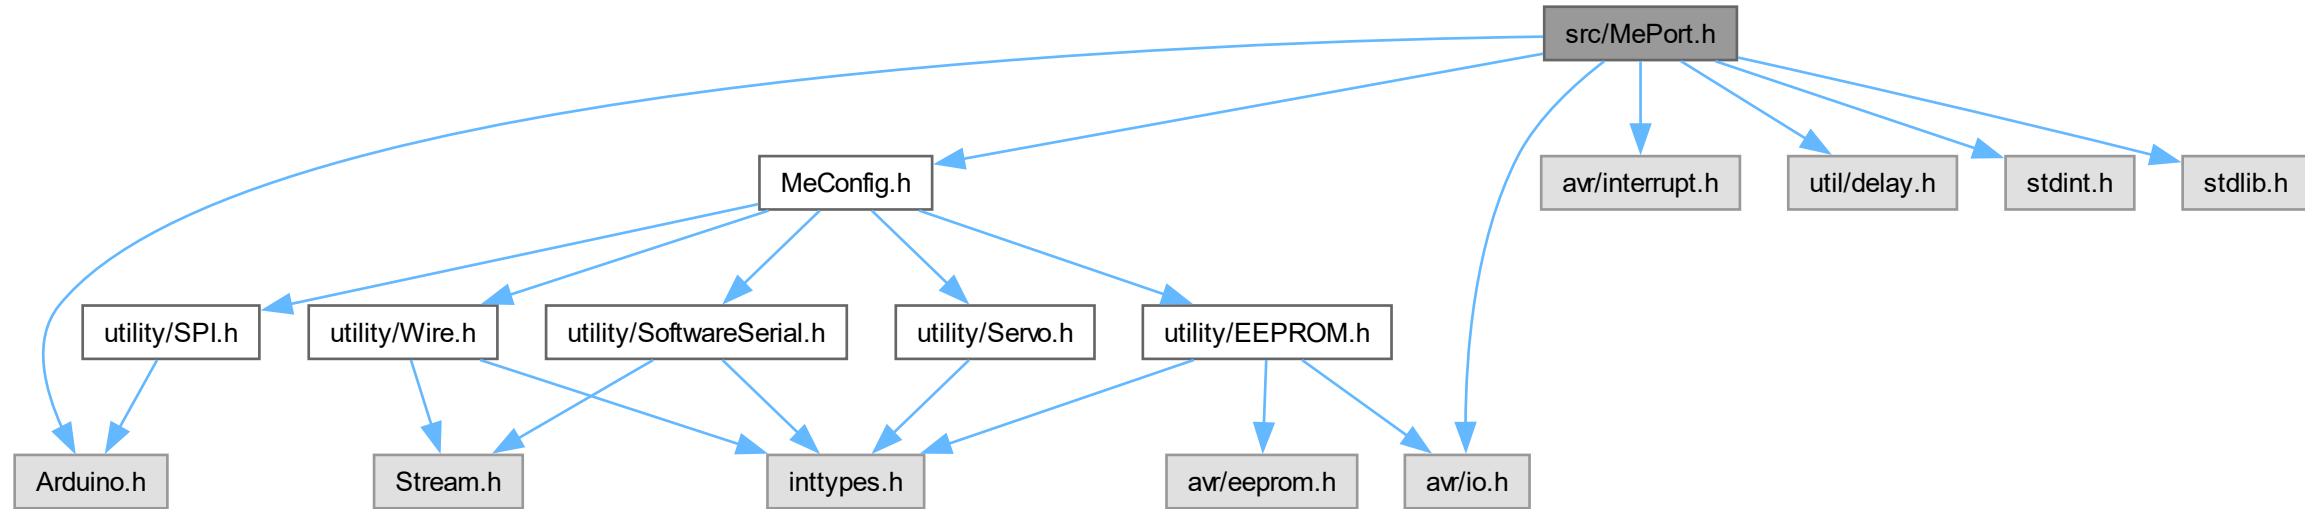 src/MePort.h
MeConfig.h
avr/interrupt.h
util/delay.h
stdint.h
stdlib.h
utility/SPI.h
utility/Wire.h
utility/SoftwareSerial.h
utility/Servo.h
utility/EEPROM.h
Arduino.h
Stream.h
inttypes.h
avr/eeprom.h
avr/io.h